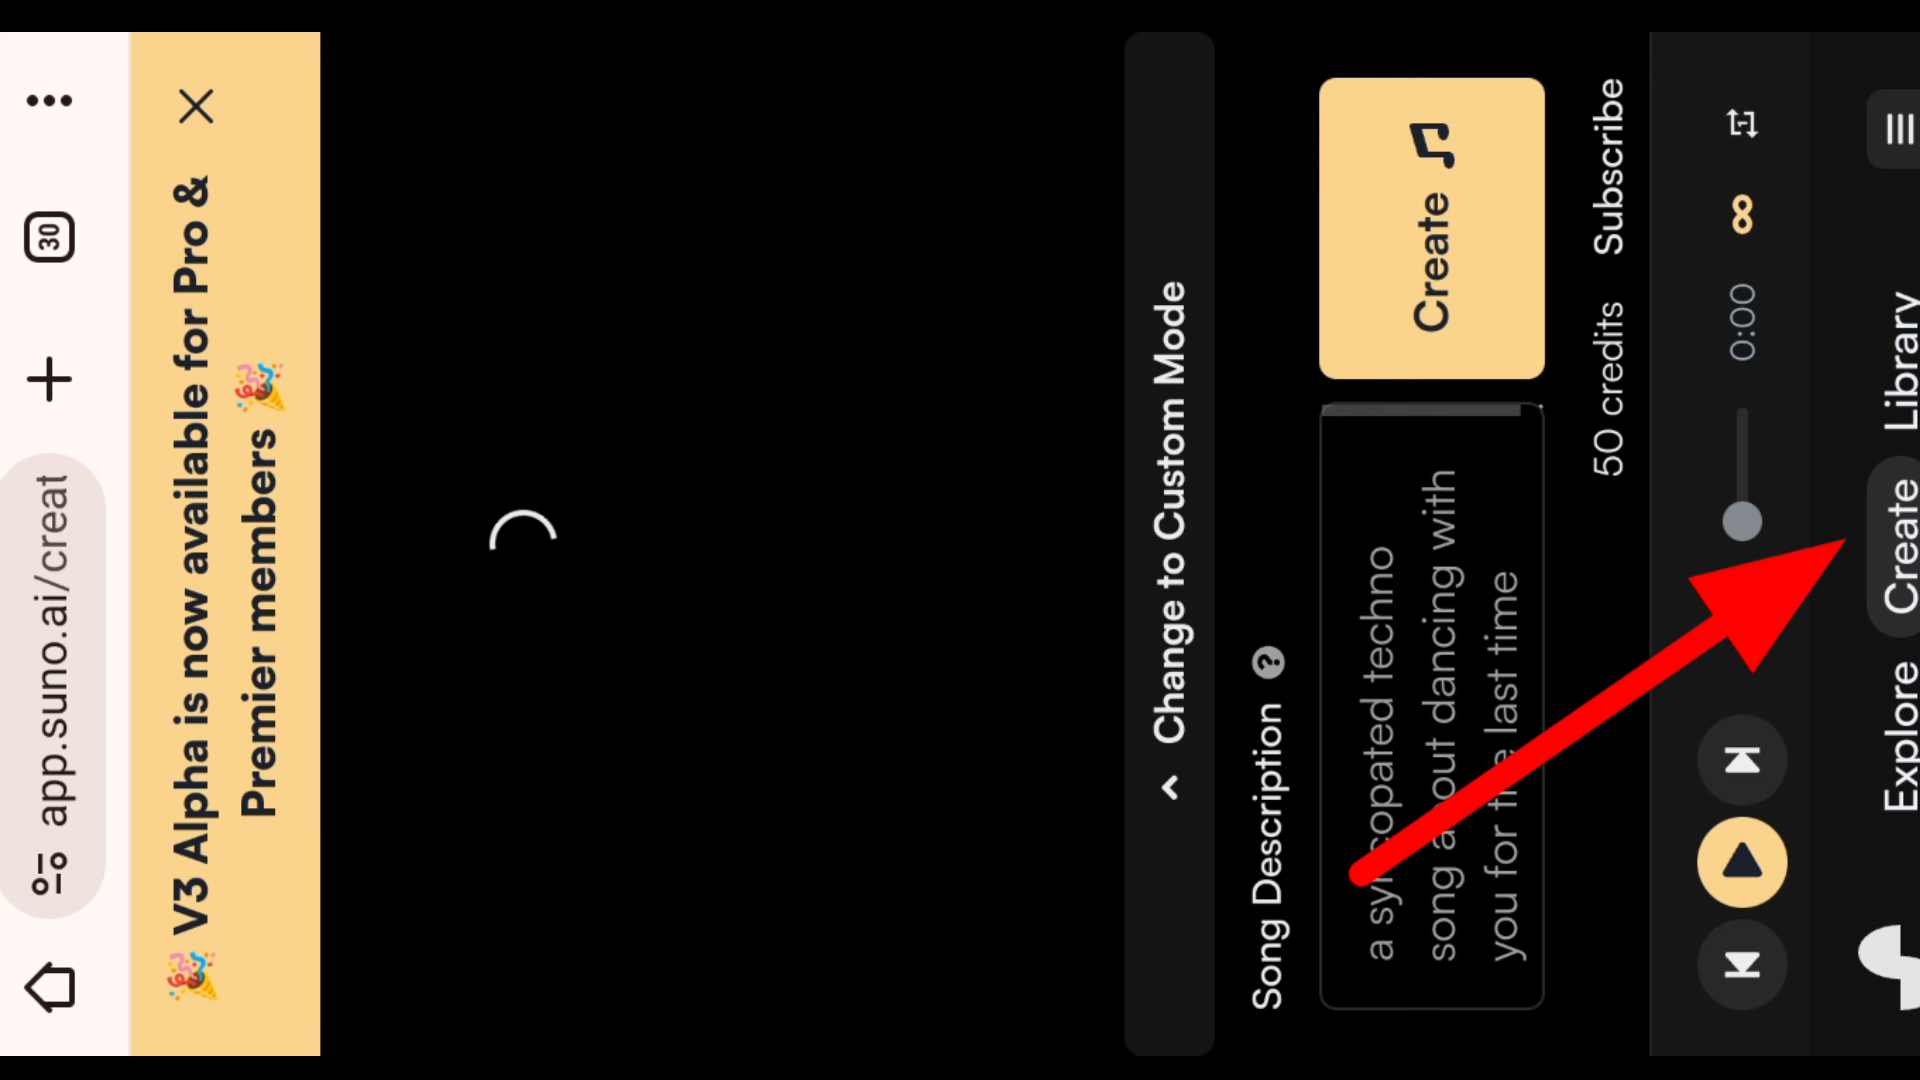 app.suno.ai/creat
30
🎉 V3 Alpha is now available for Pro &
Premier members 🎉
Change to Custom Mode
Song Description
a syncopated techno
song about dancing with
you for the last time
Create
50 credits
Subscribe
0:00
Explore
Create
Library